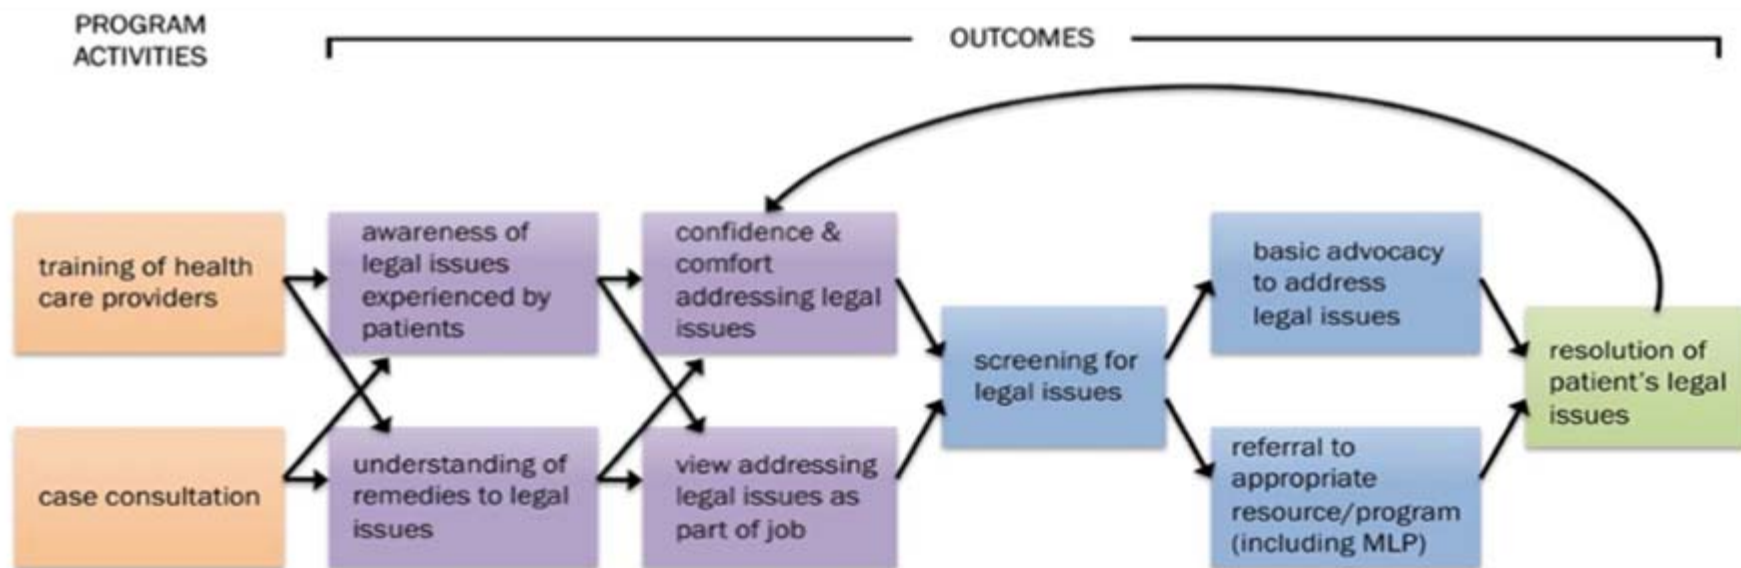 PROGRAM
ACTIVITIES
OUTCOMES
training of health
care providers
case consultation
awareness of
legal issues
experienced by
patients
understanding of
remedies to legal
issues
confidence &
comfort
addressing legal
issues
view addressing
legal issues as
part of job
screening for
legal issues
basic advocacy
to address
legal issues
referral to
appropriate
resource/program
(including MLP)
resolution of
patient's legal
issues